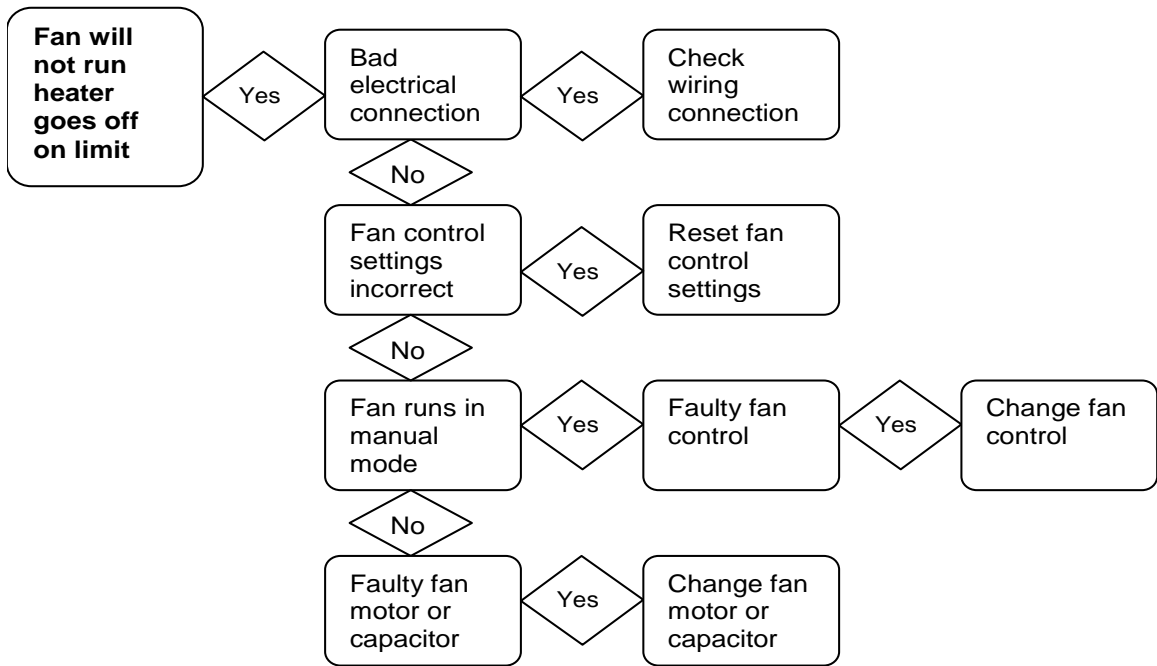 Fan will
not run
heater
goes off
on limit
Yes
Bad
electrical
connection
Yes
Check
wiring
connection
No
Fan control
settings
incorrect
Yes
Reset fan
control
settings
No
Fan runs in
manual
mode
Yes
Faulty fan
control
Yes
Change fan
control
No
Faulty fan
motor or
capacitor
Yes
Change fan
motor or
capacitor